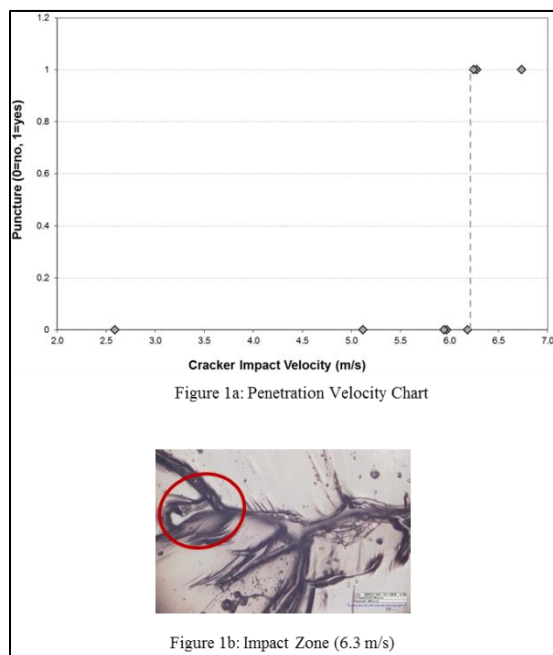 Puncture (0=no, 1=yes)
1.2
1
0.8
0.6
0.4
0.2
0
2.0 2.5 3.0 3.5 4.0 4.5 5.0 5.5 6.0 6.5 7.0
Cracker Impact Velocity (m/s)
Figure 1a: Penetration Velocity Chart
Figure 1b: Impact Zone (6.3 m/s)